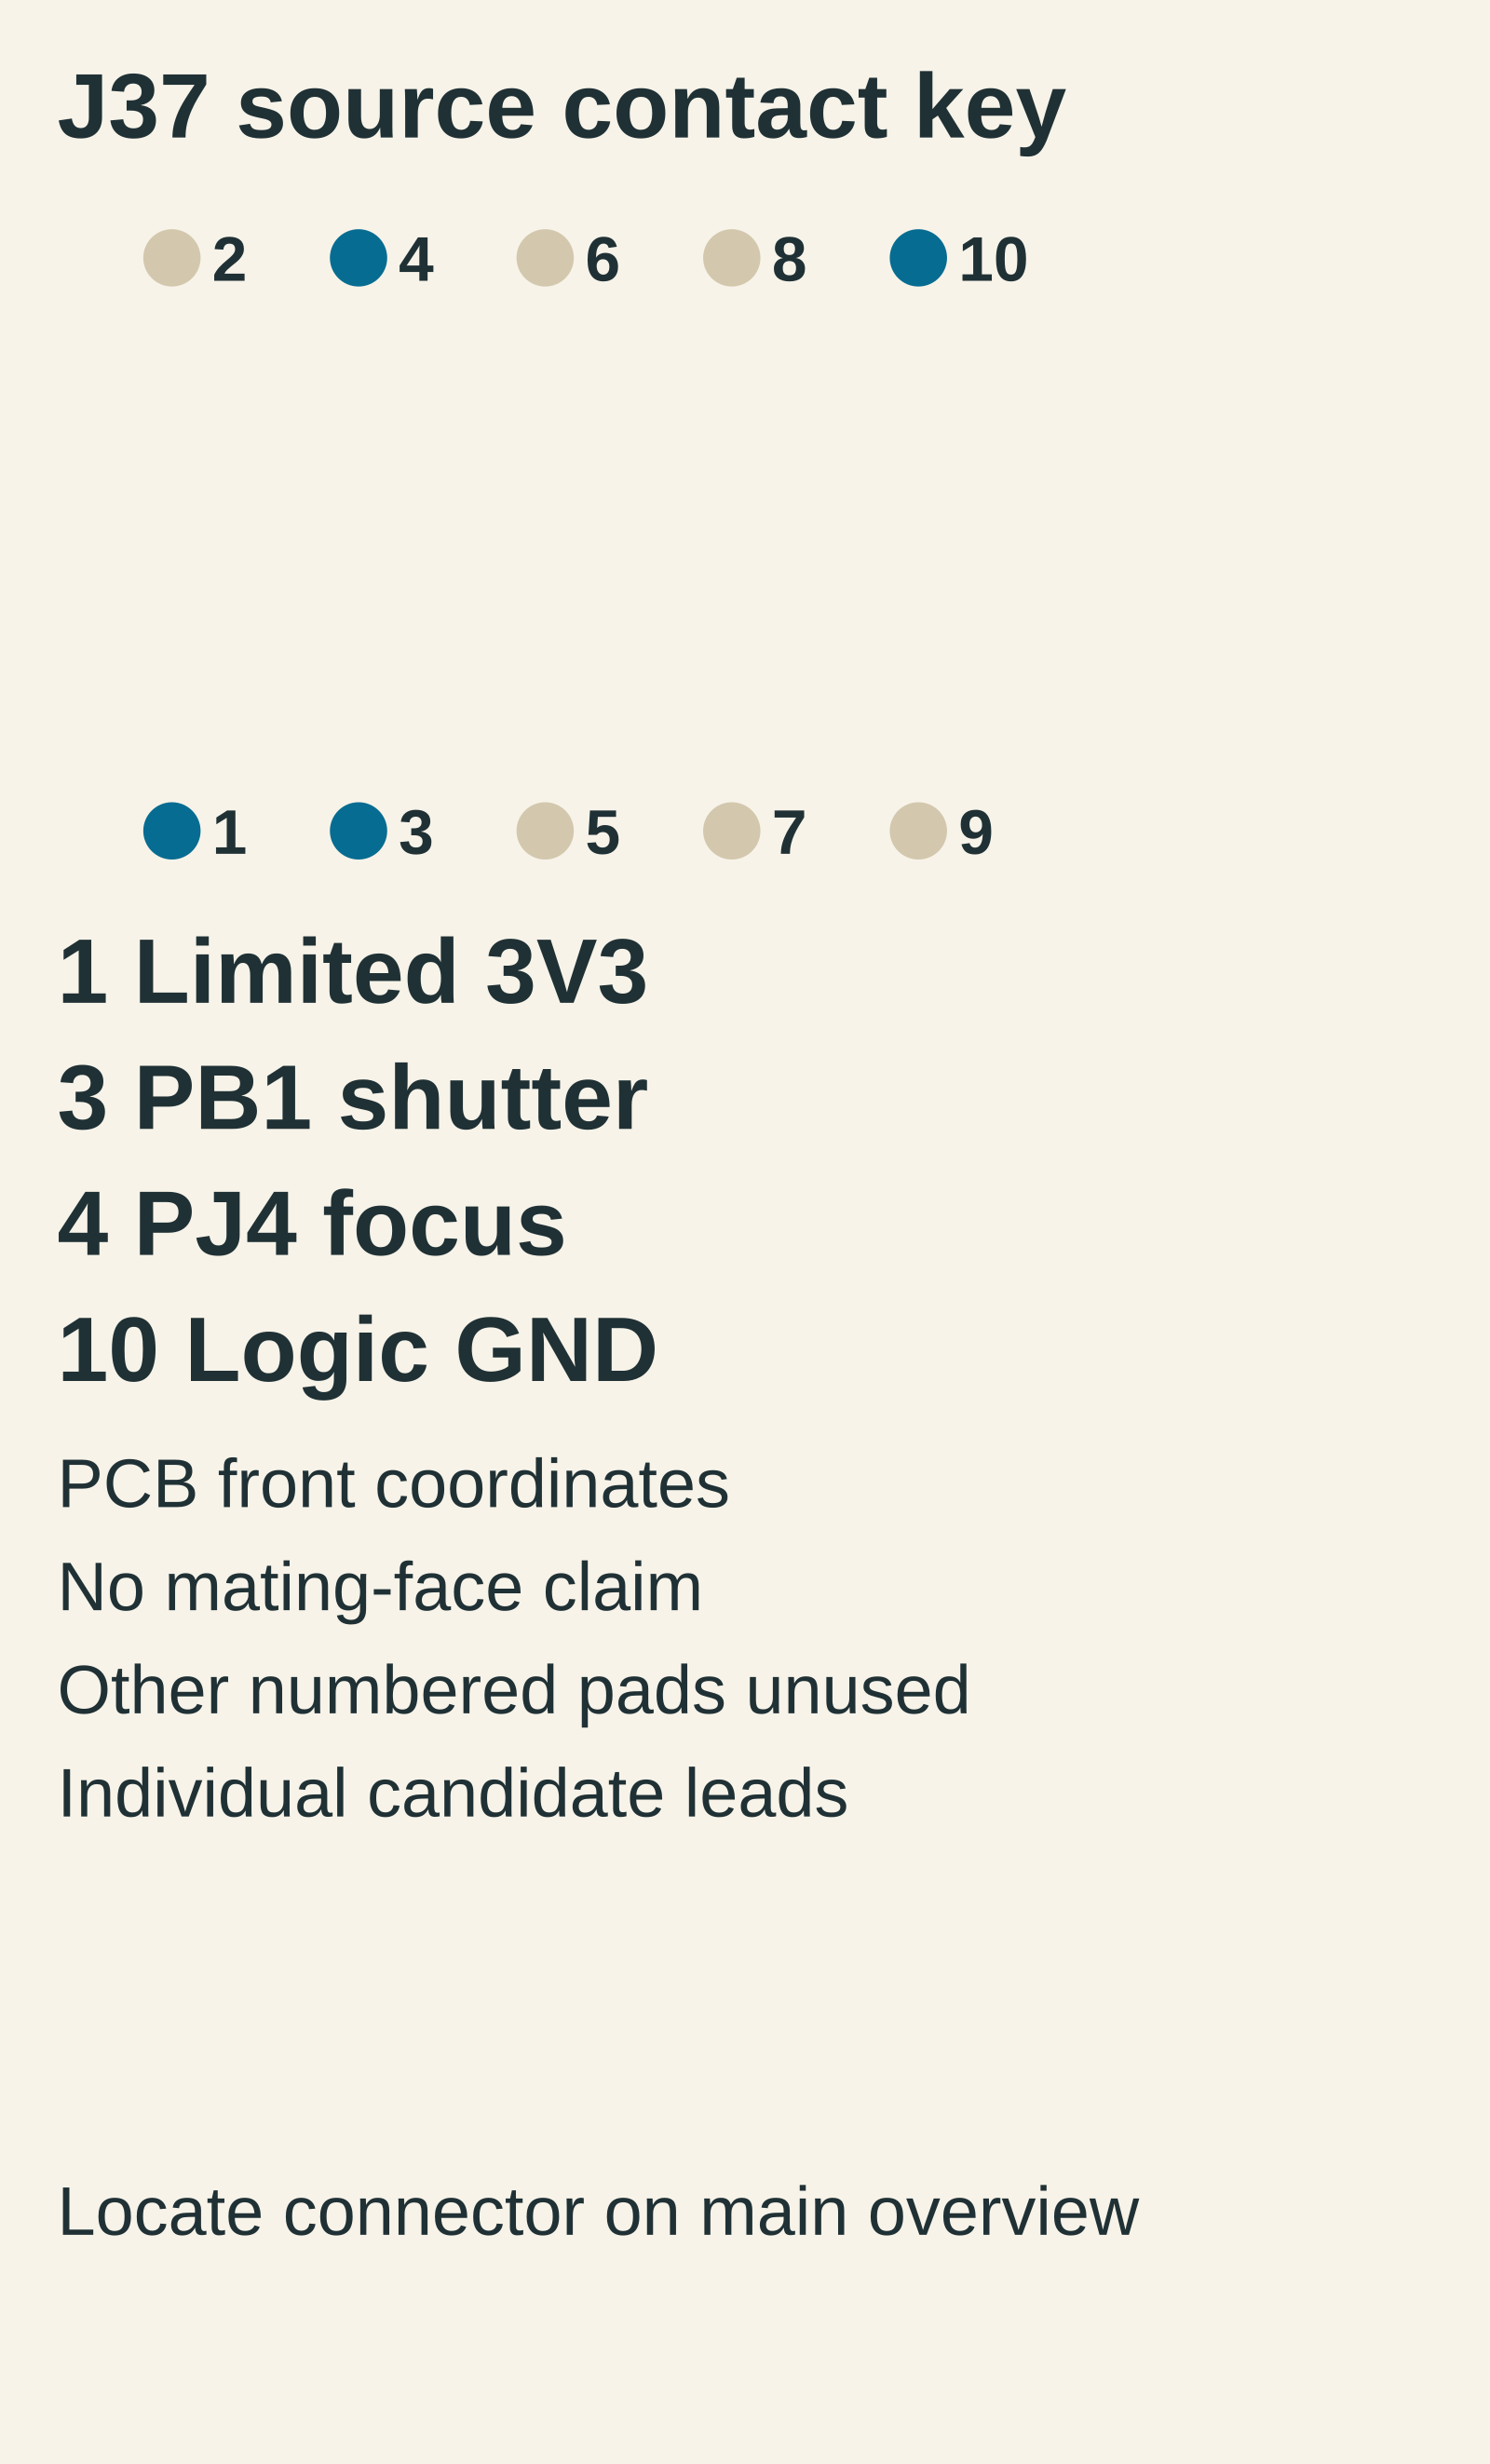 J37 source contact key
2 4 6 8 10
1 3 5 7 9
1 Limited 3V3
3 PB1 shutter
4 PJ4 focus
10 Logic GND
PCB front coordinates
No mating-face claim
Other numbered pads unused
Individual candidate leads
Locate connector on main overview